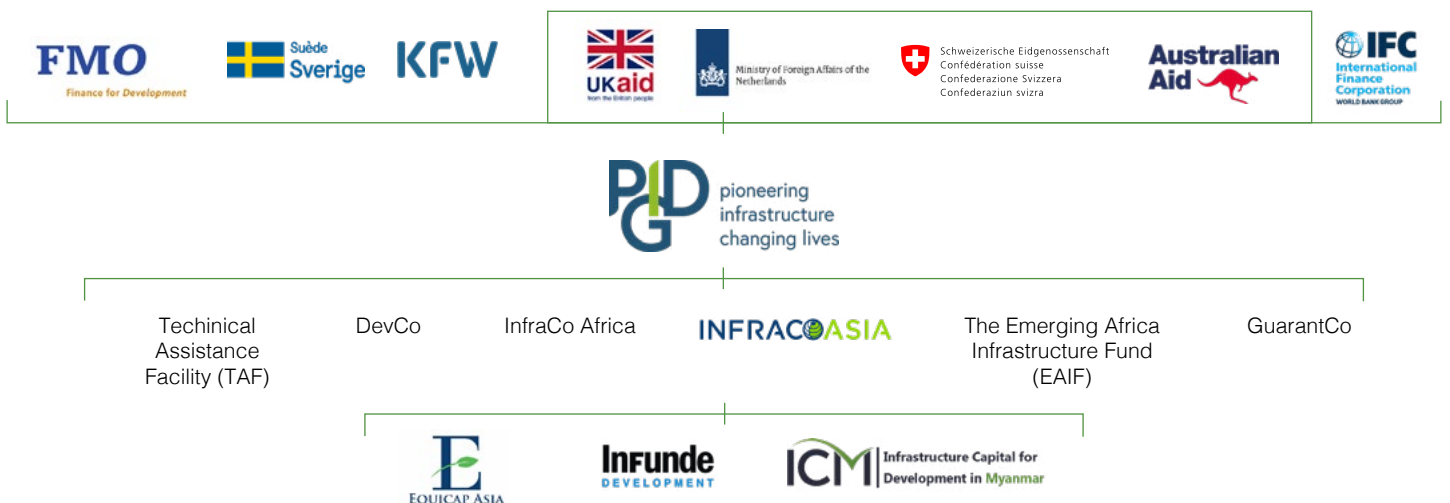 FMO
Finance for Development
Suède
Sverige
KFW
UKaid
from the British people
Ministry of Foreign Affairs of the
Netherlands
Schweizerische Eidgenossenschaft
Confédération suisse
Confederazione Svizzera
Confederaziun svizra
Australian
Aid
IFC
International
Finance
Corporation
WORLD BANK GROUP
PIDG
pioneering
infrastructure
changing lives
Techinical
Assistance
Facility (TAF)
DevCo
InfraCo Africa
INFRACOASIA
The Emerging Africa
Infrastructure Fund
(EAIF)
GuarantCo
E
EQUICAP ASIA
INFUNDE
DEVELOPMENT
ICM
Infrastructure Capital for
Development in Myanmar